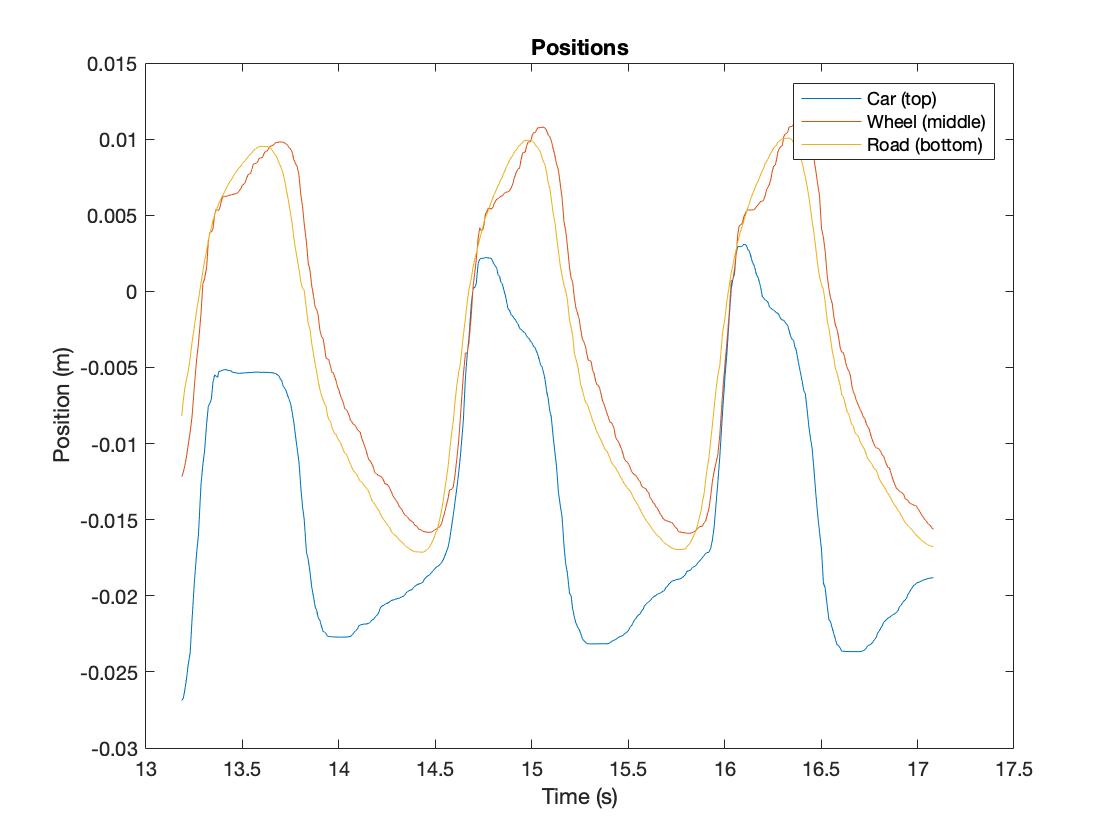 Positions
0.015
0.01
0.005
0
-0.005
-0.01
-0.015
-0.02
-0.025
-0.03
Position (m)
Car (top)
Wheel (middle)
Road (bottom)
13 13.5 14 14.5 15 15.5 16 16.5 17 17.5
Time (s)